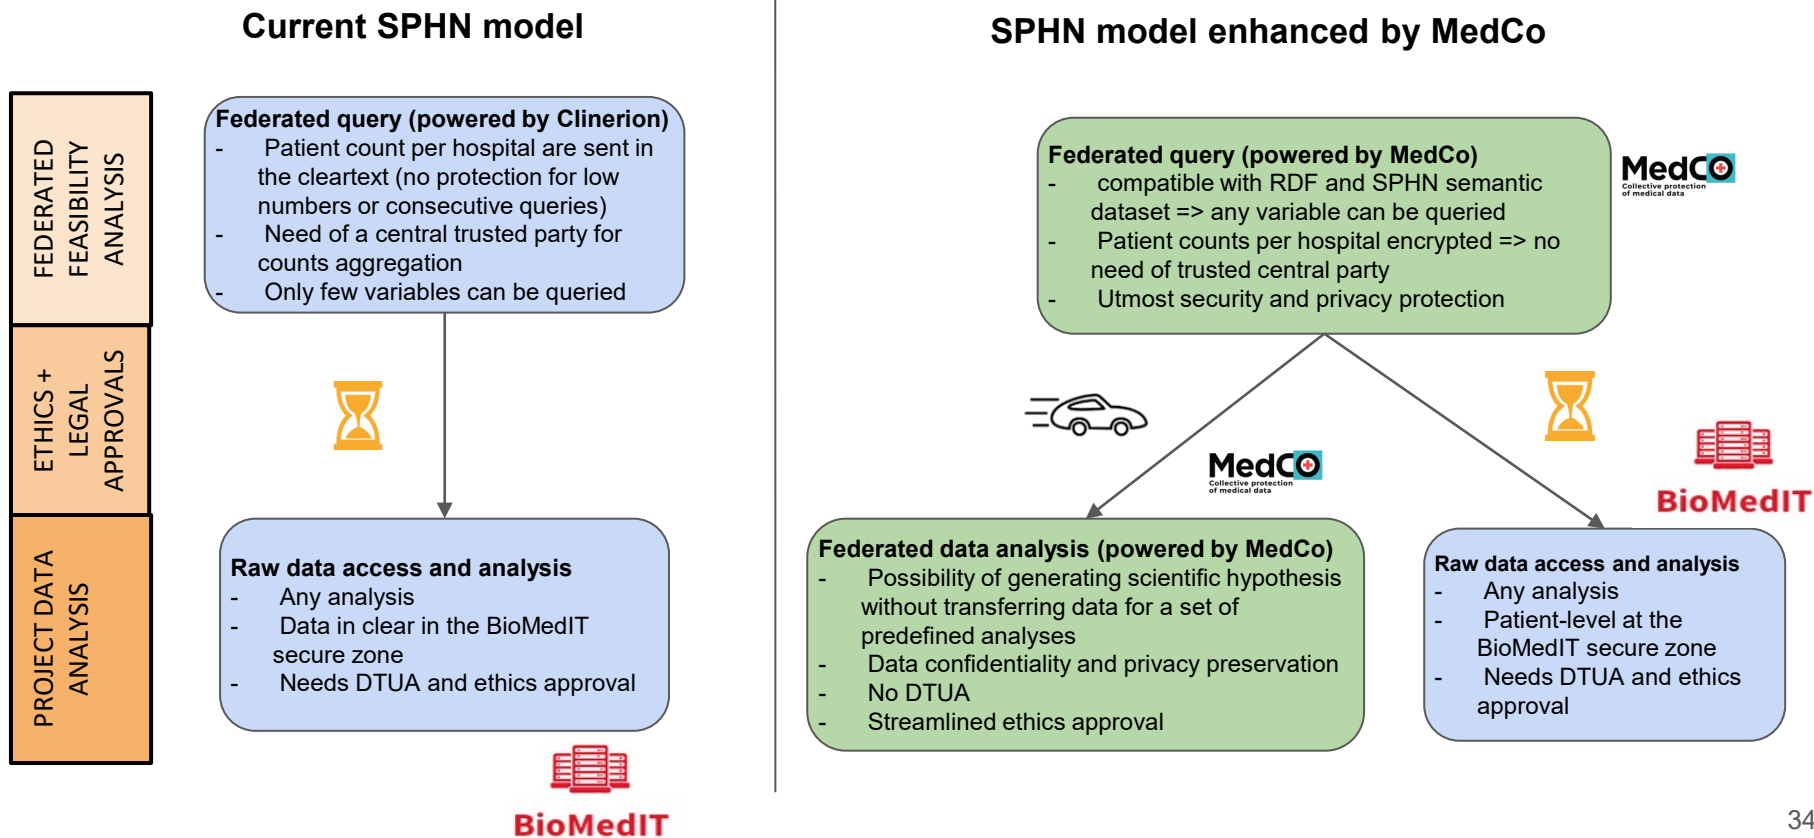 Current SPHN model
FEDERATED
FEASIBILITY
ANALYSIS
ETHICS +
LEGAL
APPROVALS
PROJECT DATA
ANALYSIS
Federated query (powered by Clinerion)
- Patient count per hospital are sent in
the cleartext (no protection for low
numbers or consecutive queries)
- Need of a central trusted party for
counts aggregation
- Only few variables can be queried
Raw data access and analysis
- Any analysis
- Data in clear in the BioMedIT
secure zone
- Needs DTUA and ethics approval
BioMedIT
SPHN model enhanced by MedCo
Federated query (powered by MedCo)
- compatible with RDF and SPHN semantic
dataset => any variable can be queried
- Patient counts per hospital encrypted => no
need of trusted central party
- Utmost security and privacy protection
MedCO
Collective protection
of medical data
MedCO
Collective protection
of medical data
BioMedIT
Federated data analysis (powered by MedCo)
- Possibility of generating scientific hypothesis
without transferring data for a set of
predefined analyses
- Data confidentiality and privacy preservation
- No DTUA
- Streamlined ethics approval
Raw data access and analysis
- Any analysis
- Patient-level at the
BioMedIT secure zone
- Needs DTUA and ethics
approval
34